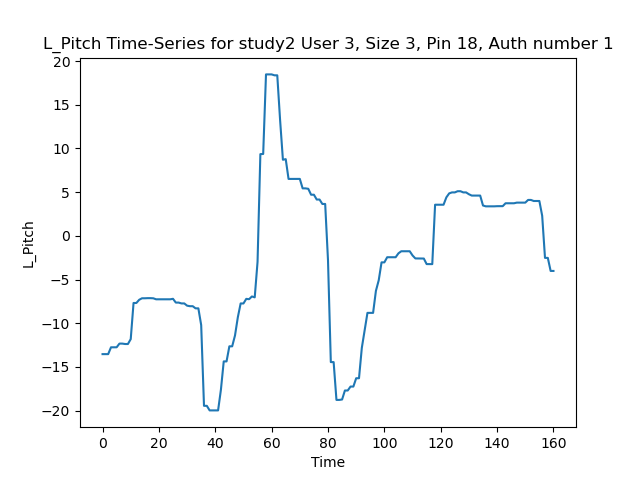 L_Pitch Time-Series for study2 User 3, Size 3, Pin 18, Auth number 1
20
15
10
5
0
−5
−10
−15
−20
L_Pitch
0 20 40 60 80 100 120 140 160
Time